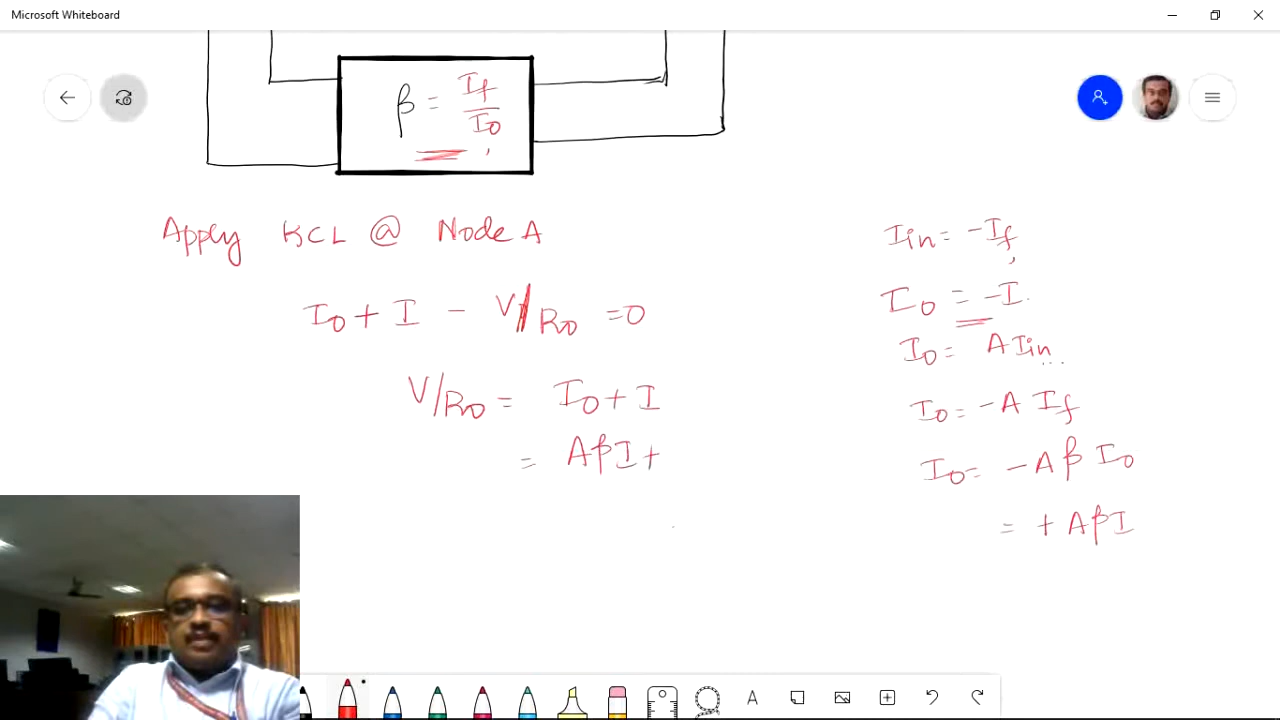 Microsoft Whiteboard
β = If/Io
Apply KCL @ Node A
Io + I - V/Ro = 0
V/Ro = Io + I
= AβI +
Iin = -If
Io = -I
Io = A Iin
Io = -A If
Io = -Aβ Io
= + AβI
A